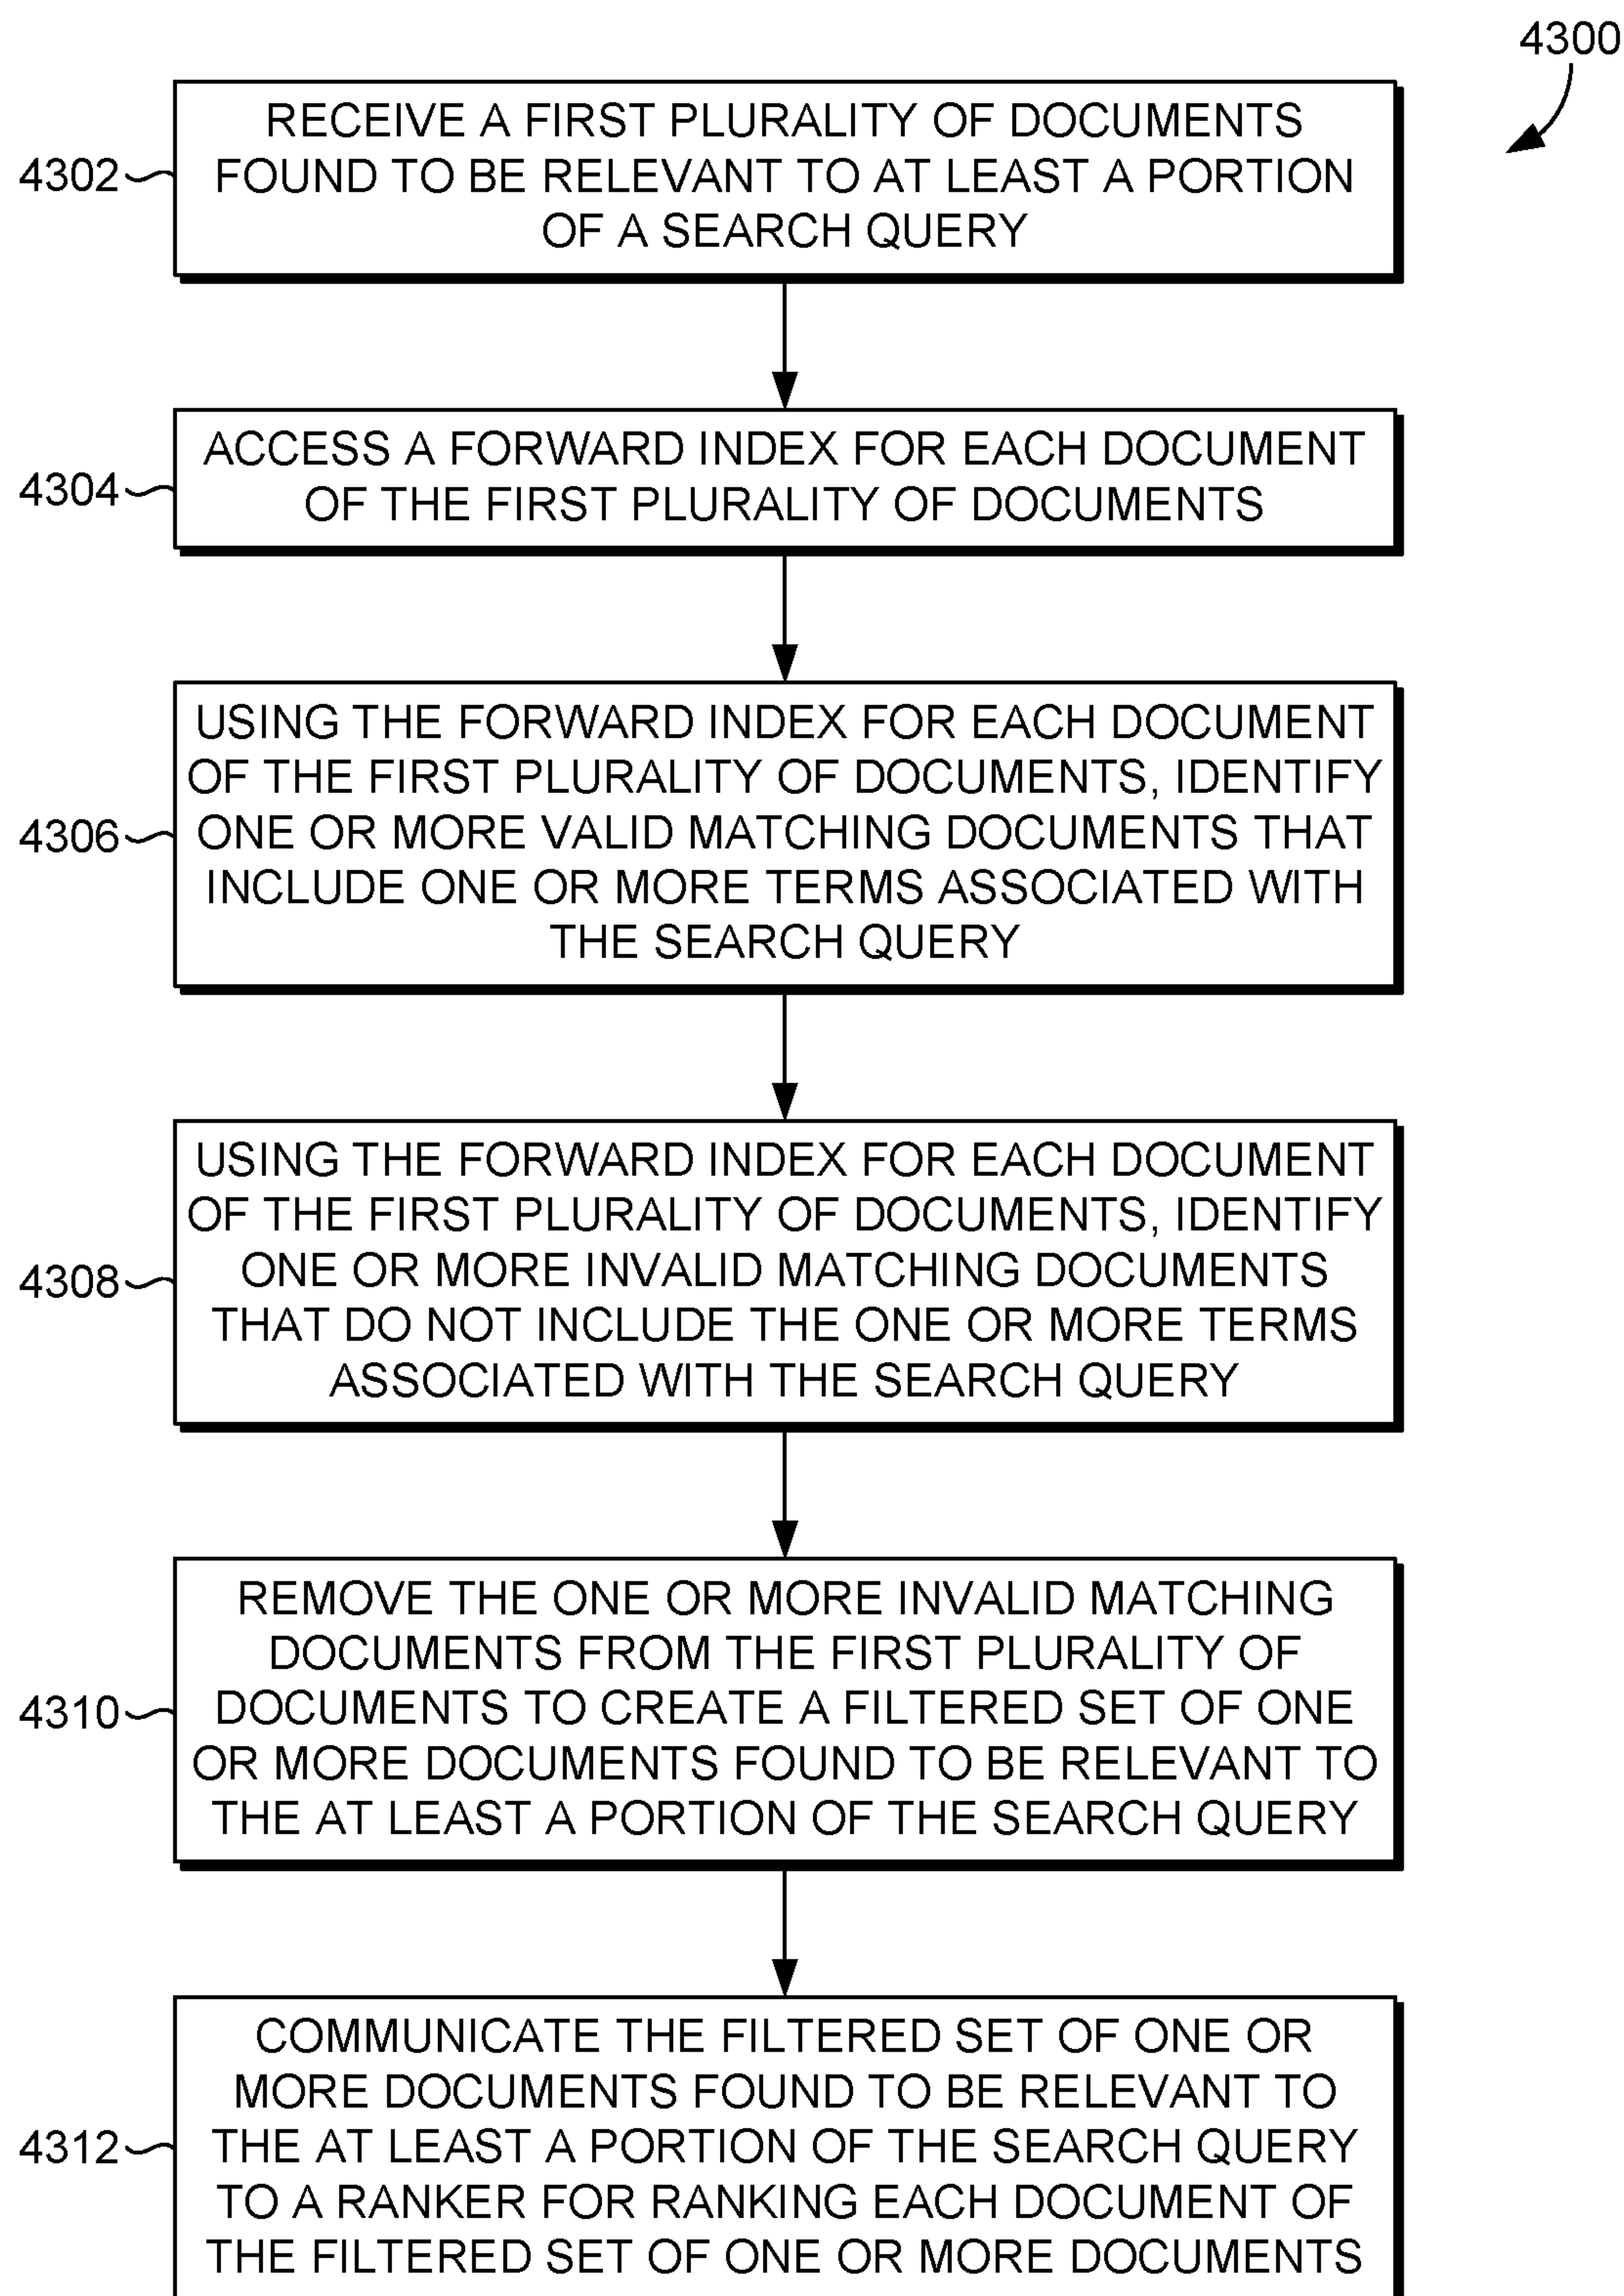 4300
RECEIVE A FIRST PLURALITY OF DOCUMENTS
FOUND TO BE RELEVANT TO AT LEAST A PORTION
OF A SEARCH QUERY
4302
ACCESS A FORWARD INDEX FOR EACH DOCUMENT
OF THE FIRST PLURALITY OF DOCUMENTS
4304
USING THE FORWARD INDEX FOR EACH DOCUMENT
OF THE FIRST PLURALITY OF DOCUMENTS, IDENTIFY
ONE OR MORE VALID MATCHING DOCUMENTS THAT
INCLUDE ONE OR MORE TERMS ASSOCIATED WITH
THE SEARCH QUERY
4306
USING THE FORWARD INDEX FOR EACH DOCUMENT
OF THE FIRST PLURALITY OF DOCUMENTS, IDENTIFY
ONE OR MORE INVALID MATCHING DOCUMENTS
THAT DO NOT INCLUDE THE ONE OR MORE TERMS
ASSOCIATED WITH THE SEARCH QUERY
4308
REMOVE THE ONE OR MORE INVALID MATCHING
DOCUMENTS FROM THE FIRST PLURALITY OF
DOCUMENTS TO CREATE A FILTERED SET OF ONE
OR MORE DOCUMENTS FOUND TO BE RELEVANT TO
THE AT LEAST A PORTION OF THE SEARCH QUERY
4310
COMMUNICATE THE FILTERED SET OF ONE OR
MORE DOCUMENTS FOUND TO BE RELEVANT TO
THE AT LEAST A PORTION OF THE SEARCH QUERY
TO A RANKER FOR RANKING EACH DOCUMENT OF
THE FILTERED SET OF ONE OR MORE DOCUMENTS
4312